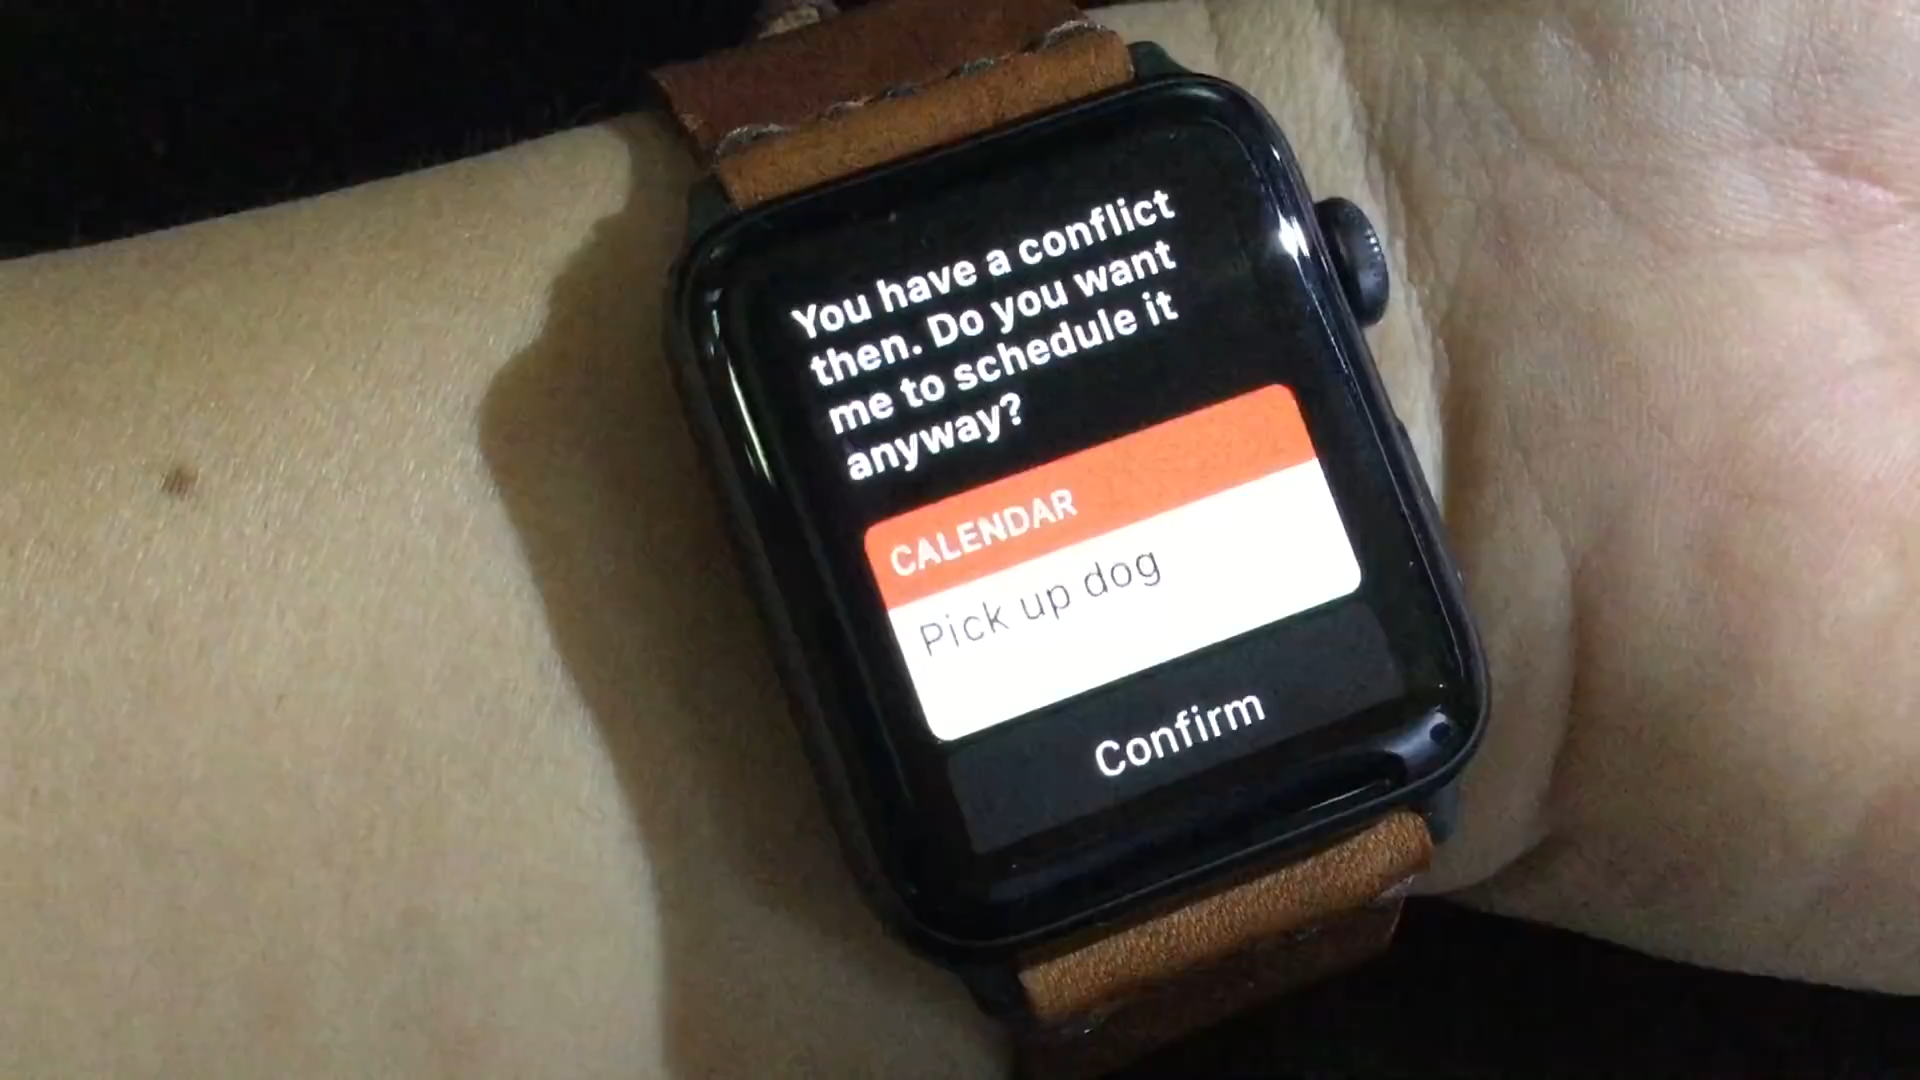 You have a conflict
then. Do you want
me to schedule it
anyway?
CALENDAR
Pick up dog
Confirm